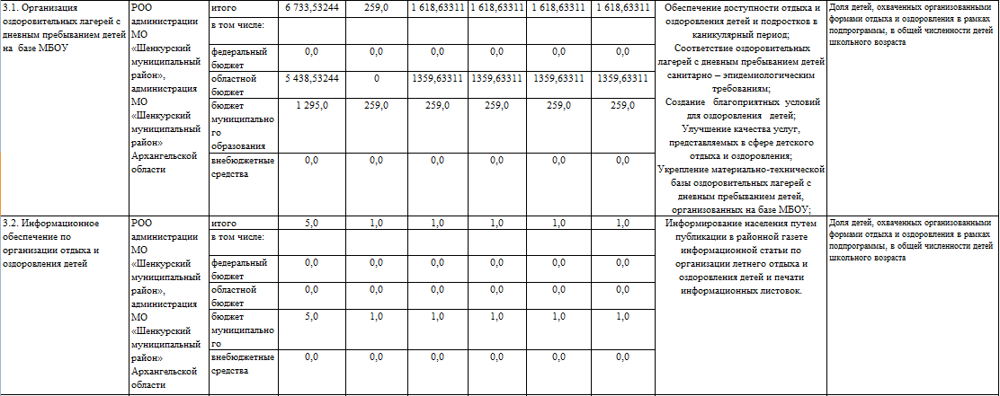 3.1. Организация
оздоровительных лагерей с
дневным пребыванием детей
на базе МБОУ
РОО
администрации
МО
«Шенкурский
муниципальный
район»,
администрация
МО
«Шенкурский
муниципальный
район»
Архангельской
области
итого 6 733,53244 259,0 1 618,63311 1 618,63311 1 618,63311 1 618,63311
в том числе:
федеральный
бюджет
0,0 0,0 0,0 0,0 0,0 0,0
областной
бюджет
5 438,53244 0 1359,63311 1359,63311 1359,63311 1359,63311
бюджет
муниципально
го
образования
1 295,0 259,0 259,0 259,0 259,0 259,0
внебюджетные
средства
0,0 0,0 0,0 0,0 0,0 0,0
Обеспечение доступности отдыха и
оздоровления детей и подростков в
каникулярный период;
Соответствие оздоровительных
лагерей с дневным пребыванием детей
санитарно – эпидемиологическим
требованиям;
Создание благоприятных условий
для оздоровления детей;
Улучшение качества услуг,
представляемых в сфере детского
отдыха и оздоровления;
Укрепление материально-технической
базы оздоровительных лагерей с
дневным пребыванием детей,
организованных на базе МБОУ;
Доля детей, охваченных организованными
формами отдыха и оздоровления в рамках
подпрограммы, в общей численности детей
школьного возраста
3.2. Информационное
обеспечение по
организации отдыха и
оздоровления детей
РОО
администрации
МО
«Шенкурский
муниципальный
район»,
администрация
МО
«Шенкурский
муниципальный
район»
Архангельской
области
итого 5,0 1,0 1,0 1,0 1,0 1,0
в том числе:
федеральный
бюджет
0,0 0,0 0,0 0,0 0,0 0,0
областной
бюджет
0,0 0,0 0,0 0,0 0,0 0,0
бюджет
муниципально
го
5,0 1,0 1,0 1,0 1,0 1,0
внебюджетные
средства
0,0 0,0 0,0 0,0 0,0 0,0
Информирование населения путем
публикации в районной газете
информационной статьи по
организации летнего отдыха и
оздоровления детей и печати
информационных листовок.
Доля детей, охваченных организованными
формами отдыха и оздоровления в рамках
подпрограммы, в общей численности детей
школьного возраста